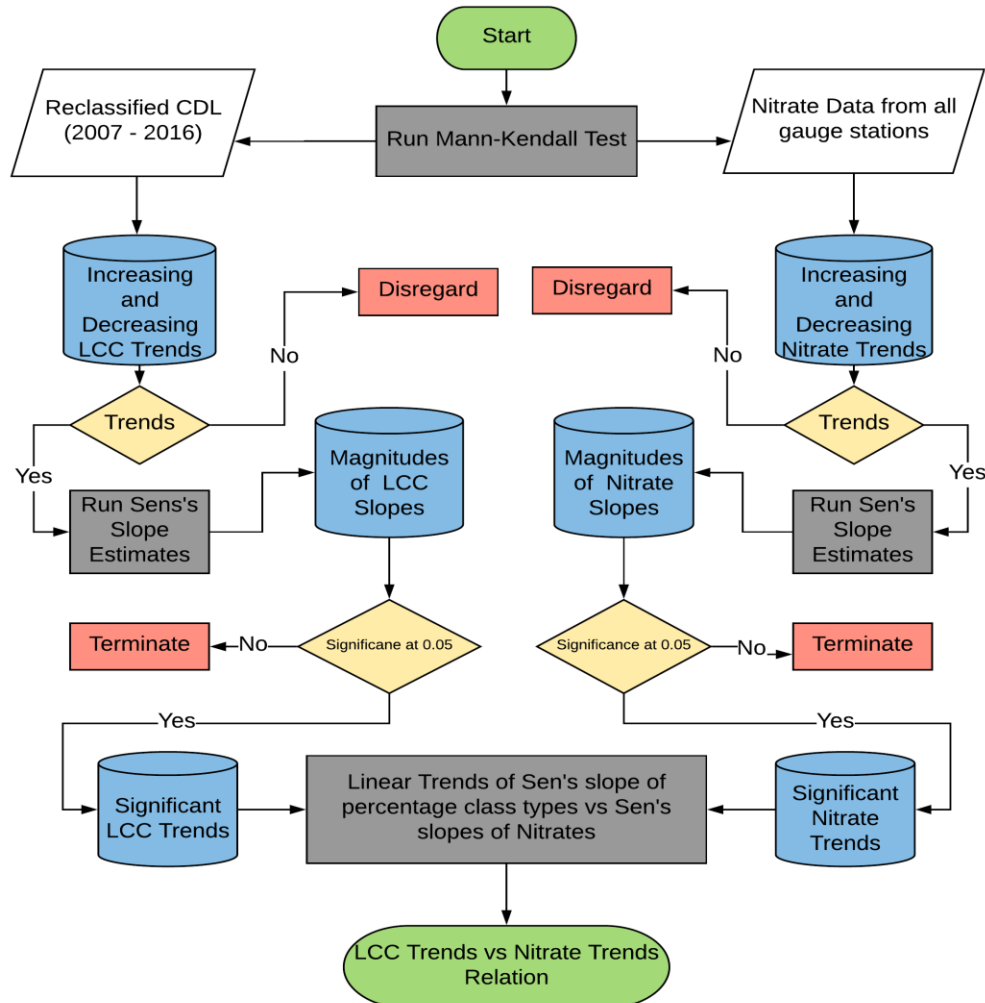 Start
Reclassified CDL
(2007 - 2016)
Run Mann-Kendall Test
Nitrate Data from all
gauge stations
Increasing
and
Decreasing
LCC Trends
Disregard
Disregard
Increasing
and
Decreasing
Nitrate Trends
No
No
Trends
Trends
Yes
Yes
Magnitudes
of LCC
Slopes
Magnitudes
of Nitrate
Slopes
Run Sens's
Slope
Estimates
Run Sen's
Slope
Estimates
Terminate
No
Significane at 0.05
Significance at 0.05
No
Terminate
Yes
Yes
Significant
LCC Trends
Linear Trends of Sen's slope of
percentage class types vs Sen's
slopes of Nitrates
Significant
Nitrate
Trends
LCC Trends vs Nitrate Trends
Relation